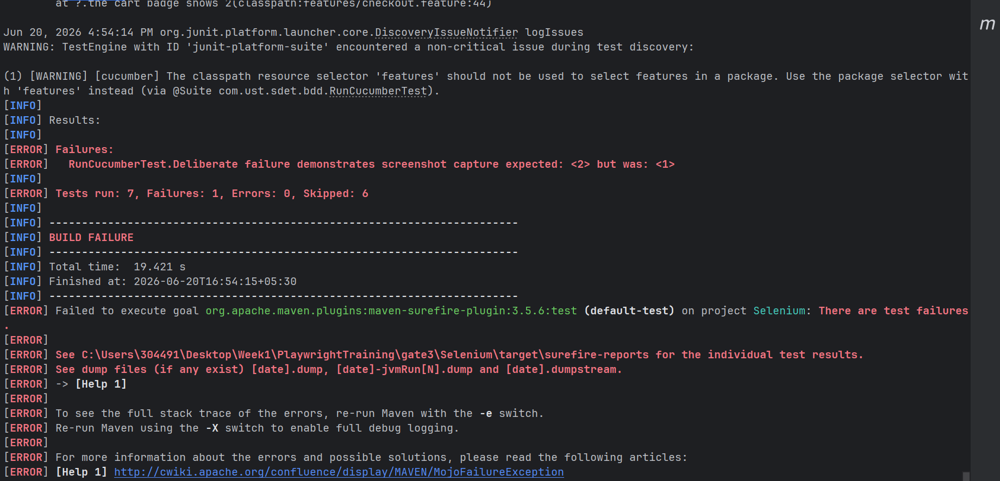 at ?.the cart badge shows 2(classpath:features/checkout.feature:44)
Jun 20, 2026 4:54:14 PM org.junit.platform.launcher.core.DiscoveryIssueNotifier logIssues
WARNING: TestEngine with ID 'junit-platform-suite' encountered a non-critical issue during test discovery:
(1) [WARNING] [cucumber] The classpath resource selector 'features' should not be used to select features in a package. Use the package selector wit
h 'features' instead (via @Suite com.ust.sdet.bdd.RunCucumberTest).
[INFO]
[INFO] Results:
[INFO]
[ERROR] Failures:
[ERROR]   RunCucumberTest.Deliberate failure demonstrates screenshot capture expected: <2> but was: <1>
[INFO]
[ERROR] Tests run: 7, Failures: 1, Errors: 0, Skipped: 6
[INFO]
[INFO] ------------------------------------------------------------------------
[INFO] BUILD FAILURE
[INFO] ------------------------------------------------------------------------
[INFO] Total time:  19.421 s
[INFO] Finished at: 2026-06-20T16:54:15+05:30
[INFO] ------------------------------------------------------------------------
[ERROR] Failed to execute goal org.apache.maven.plugins:maven-surefire-plugin:3.5.6:test (default-test) on project Selenium: There are test failures
.
[ERROR]
[ERROR] See C:\Users\304491\Desktop\Week1\PlaywrightTraining\gate3\Selenium\target\surefire-reports for the individual test results.
[ERROR] See dump files (if any exist) [date].dump, [date]-jvmRun[N].dump and [date].dumpstream.
[ERROR] -> [Help 1]
[ERROR]
[ERROR] To see the full stack trace of the errors, re-run Maven with the -e switch.
[ERROR] Re-run Maven using the -X switch to enable full debug logging.
[ERROR]
[ERROR] For more information about the errors and possible solutions, please read the following articles:
[ERROR] [Help 1] http://cwiki.apache.org/confluence/display/MAVEN/MojoFailureException
m